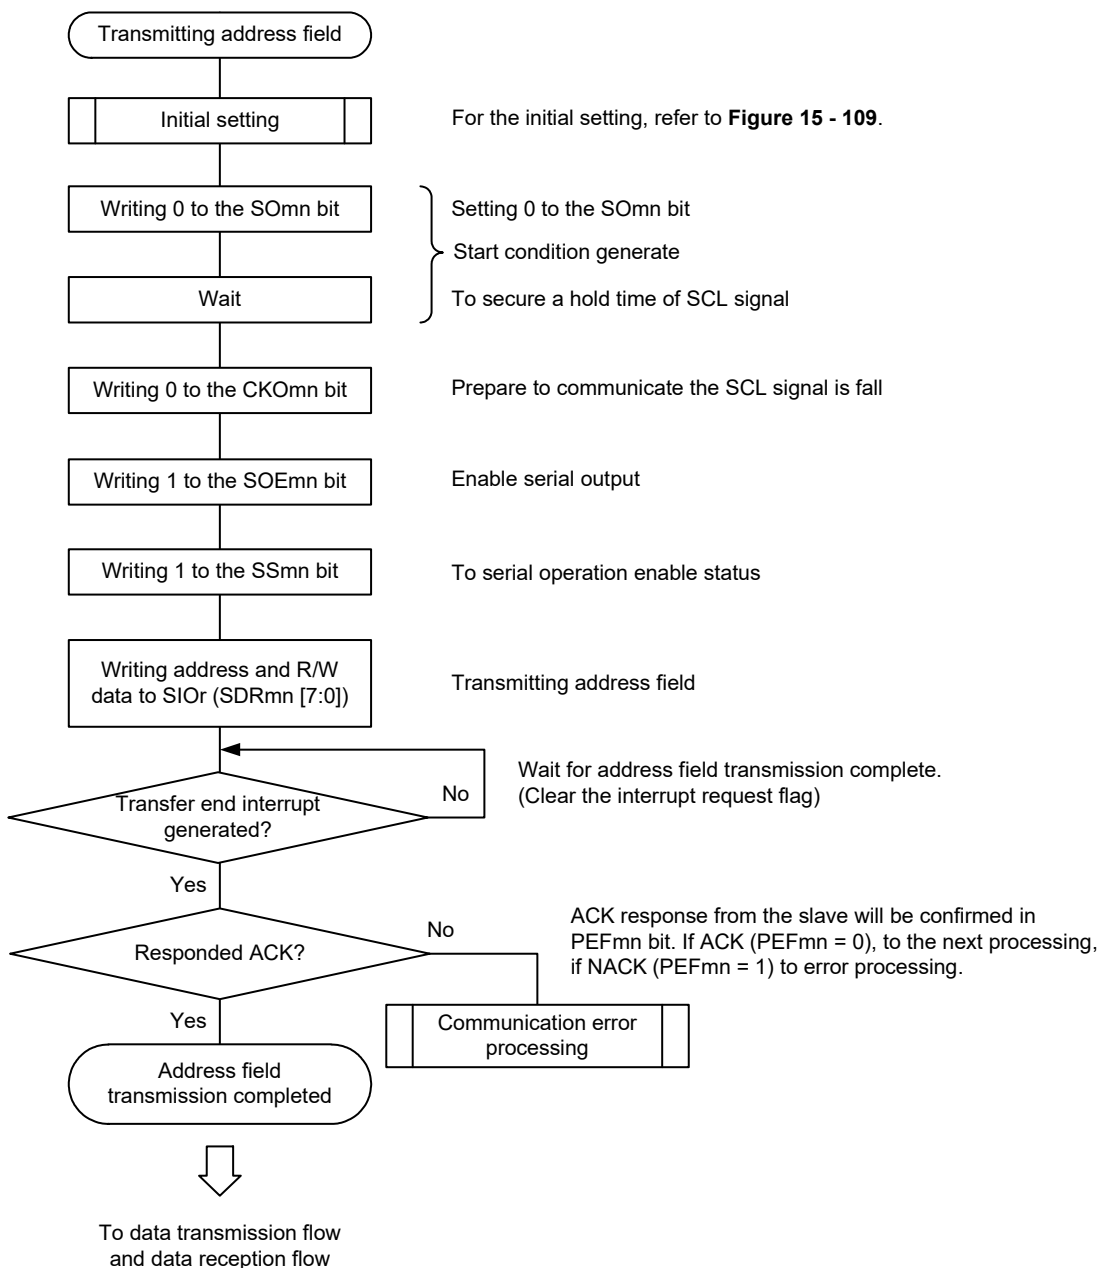 Transmitting address field
Initial setting
For the initial setting, refer to Figure 15 - 109.
Writing 0 to the SOmn bit
Setting 0 to the SOmn bit
Start condition generate
Wait
To secure a hold time of SCL signal
Writing 0 to the CKOmn bit
Prepare to communicate the SCL signal is fall
Writing 1 to the SOEmn bit
Enable serial output
Writing 1 to the SSmn bit
To serial operation enable status
Writing address and R/W
data to SIOr (SDRmn [7:0])
Transmitting address field
Transfer end interrupt
generated?
No
Wait for address field transmission complete.
(Clear the interrupt request flag)
Yes
Responded ACK?
No
ACK response from the slave will be confirmed in
PEFmn bit. If ACK (PEFmn = 0), to the next processing,
if NACK (PEFmn = 1) to error processing.
Communication error
processing
Yes
Address field
transmission completed
To data transmission flow
and data reception flow